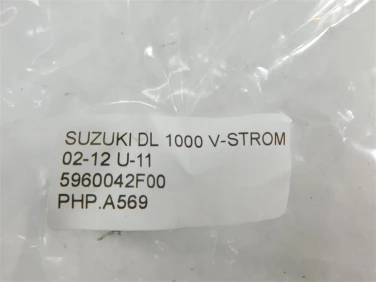 SUZUKI DL 1000 V-STROM
02-12 U-11
5960042F00
PHP.A569